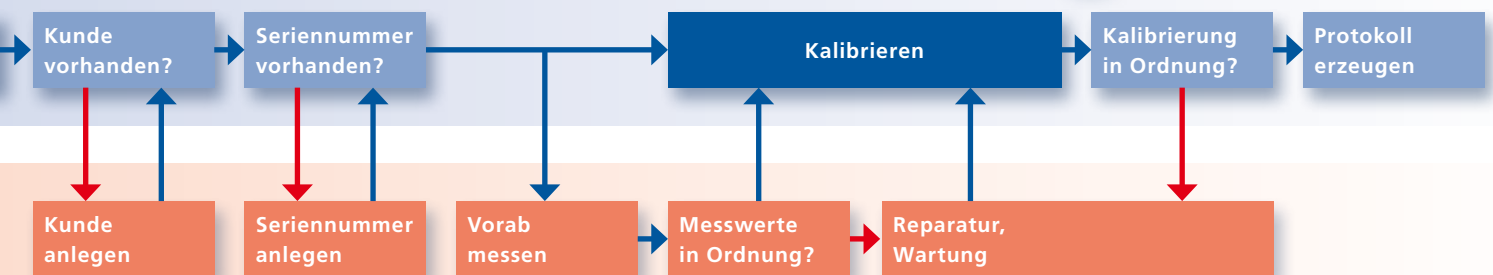 Kunde
vorhanden?
Seriennummer
vorhanden?
Kalibrieren
Kalibrierung
in Ordnung?
Protokoll
erzeugen
Kunde
anlegen
Seriennummer
anlegen
Vorab
messen
Messwerte
in Ordnung?
Reparatur,
Wartung